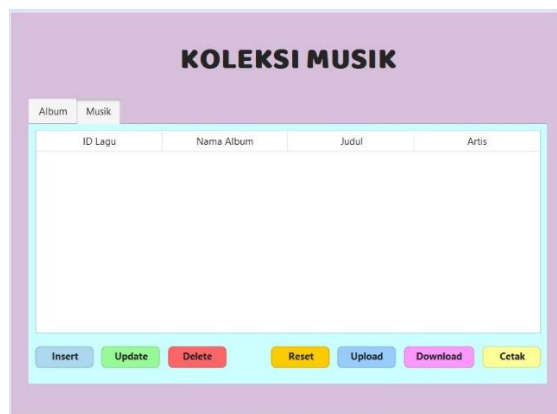 KOLEKSI MUSIK
Album Musik
ID Lagu Nama Album Judul Artis
Insert Update Delete Reset Upload Download Cetak